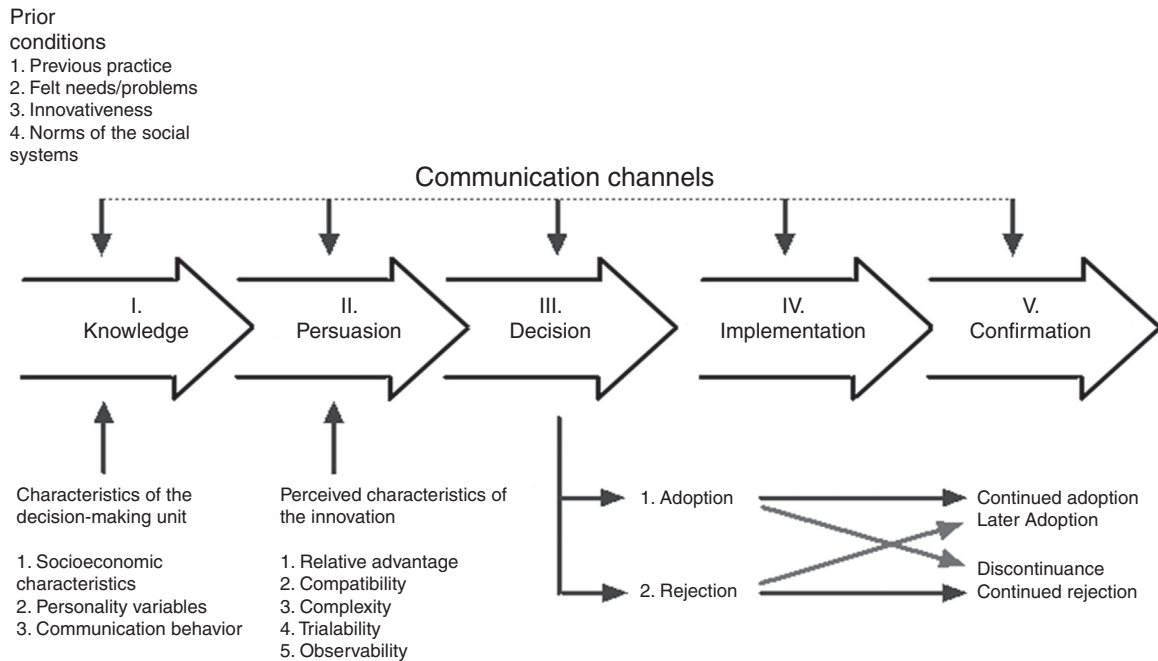 Prior
conditions
1. Previous practice
2. Felt needs/problems
3. Innovativeness
4. Norms of the social
systems
Communication channels
I.
Knowledge
II.
Persuasion
III.
Decision
IV.
Implementation
V.
Confirmation
Characteristics of the
decision-making unit
1. Socioeconomic
characteristics
2. Personality variables
3. Communication behavior
Perceived characteristics of
the innovation
1. Relative advantage
2. Compatibility
3. Complexity
4. Trialability
5. Observability
1. Adoption
2. Rejection
Continued adoption
Later Adoption
Discontinuance
Continued rejection